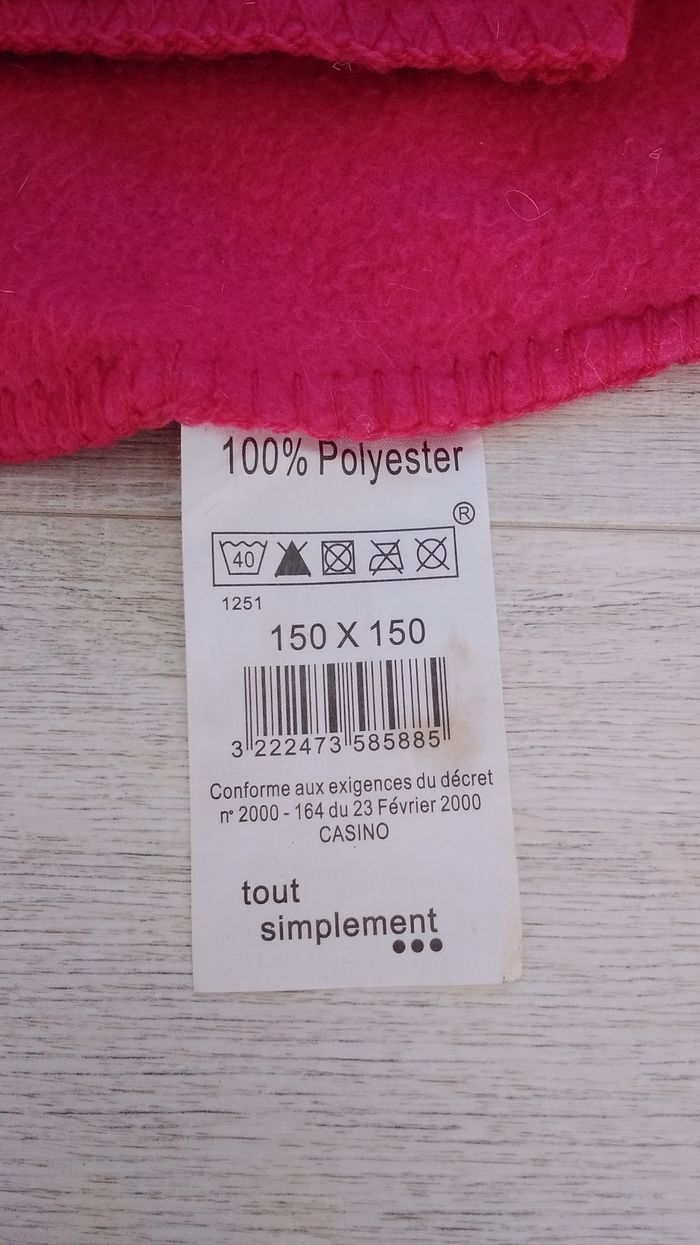 100% Polyester
®
40
1251
150 X 150
3 222473 585885
Conforme aux exigences du décret
n° 2000 - 164 du 23 Février 2000
CASINO
tout
simplement
●●●